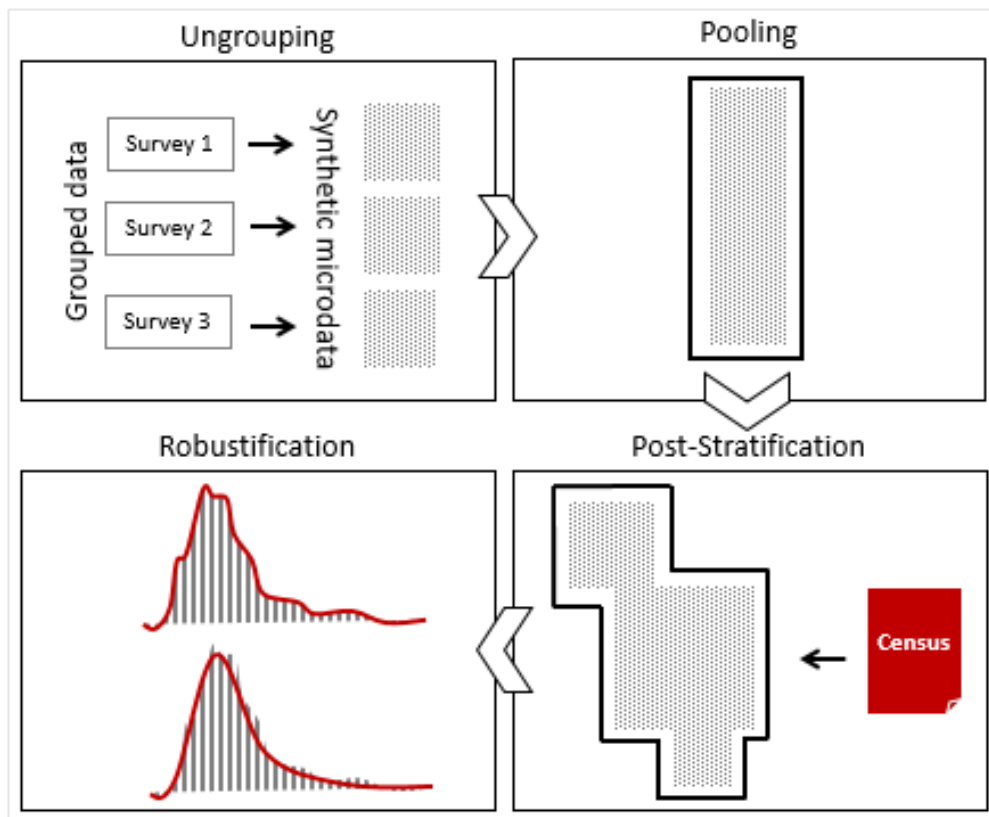 Ungrouping
Pooling
Grouped data
Survey 1
Survey 2
Survey 3
Synthetic microdata
Robustification
Post-Stratification
Census